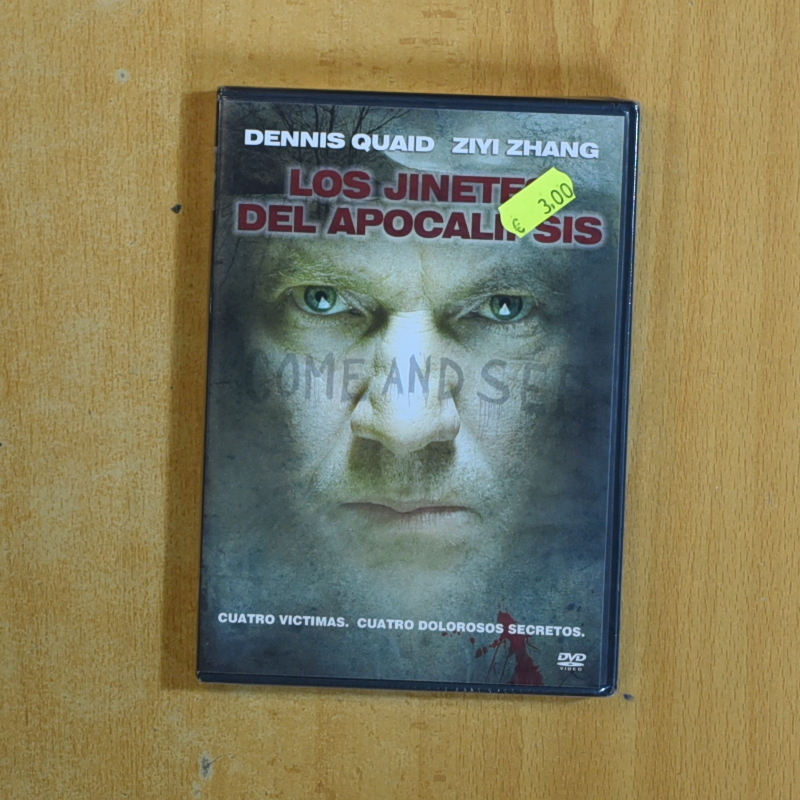 DENNIS QUAID ZIYI ZHANG
LOS JINETES
DEL APOCALIPSIS
€ 3,00
COME AND SEE
CUATRO VICTIMAS. CUATRO DOLOROSOS SECRETOS.
DVD
VIDEO